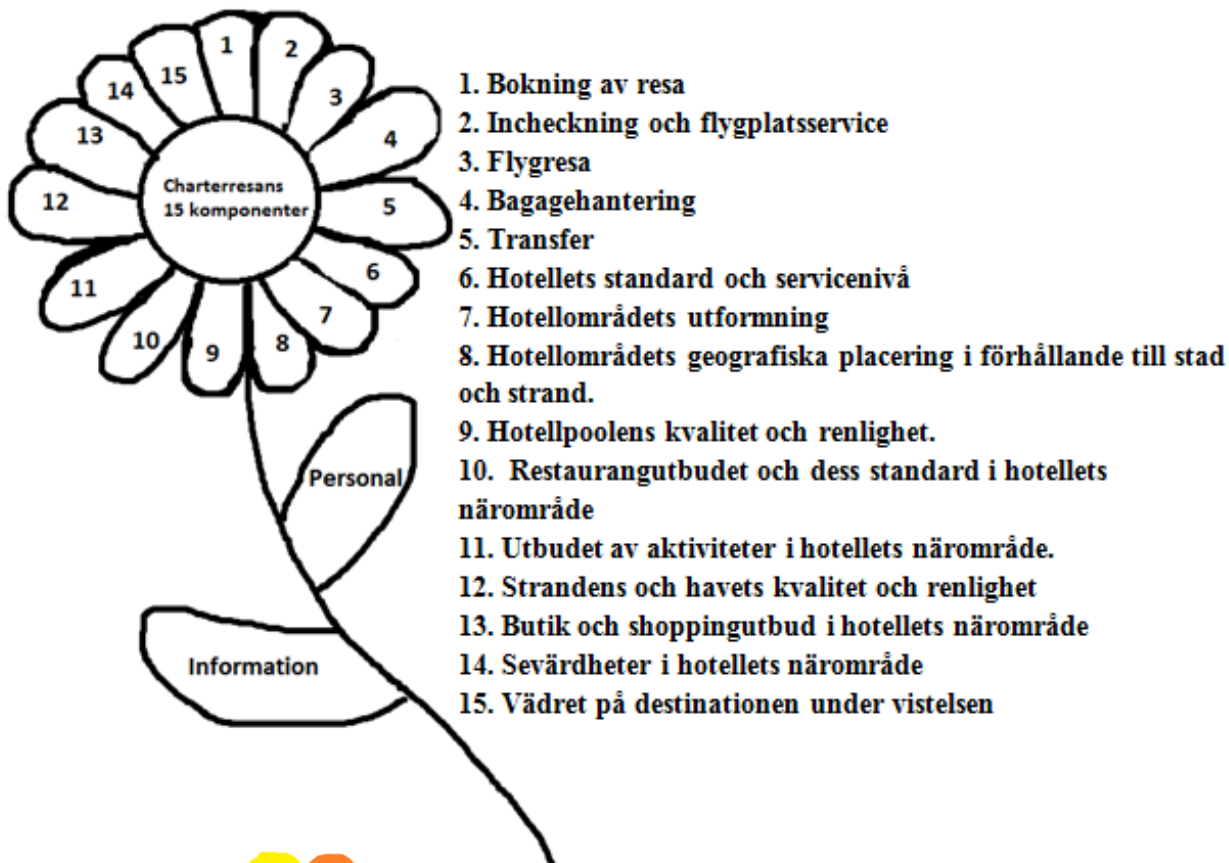 1
2
3
4
5
6
7
8
9
10
11
12
13
14
15
Charterresans
15 komponenter
Personal
Information
1. Bokning av resa
2. Incheckning och flygplatsservice
3. Flygresa
4. Bagagehantering
5. Transfer
6. Hotellets standard och servicenivå
7. Hotellområdets utformning
8. Hotellområdets geografiska placering i förhållande till stad
och strand.
9. Hotellpoolens kvalitet och renlighet.
10. Restaurangutbudet och dess standard i hotellets
närområde
11. Utbudet av aktiviteter i hotellets närområde.
12. Strandens och havets kvalitet och renlighet
13. Butik och shoppingutbud i hotellets närområde
14. Sevärdheter i hotellets närområde
15. Vädret på destinationen under vistelsen